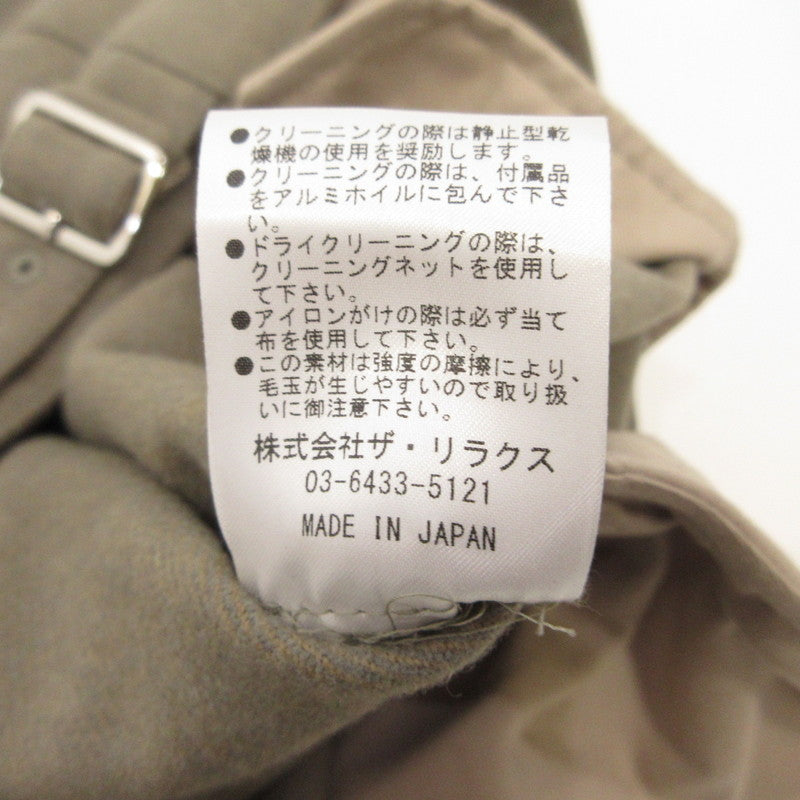 ●クリーニングの際は静止型乾
燥機の使用を奨励します。
●クリーニングの際は、付属品
をアルミホイルに包んで下さ
い。
●ドライクリーニングの際は、
クリーニングネットを使用し
て下さい。
●アイロンがけの際は必ず当て
布を使用して下さい。
●この素材は強度の摩擦により、
毛玉が生じやすいので取り扱
いに御注意下さい。
株式会社ザ・リラクス
03-6433-5121
MADE IN JAPAN